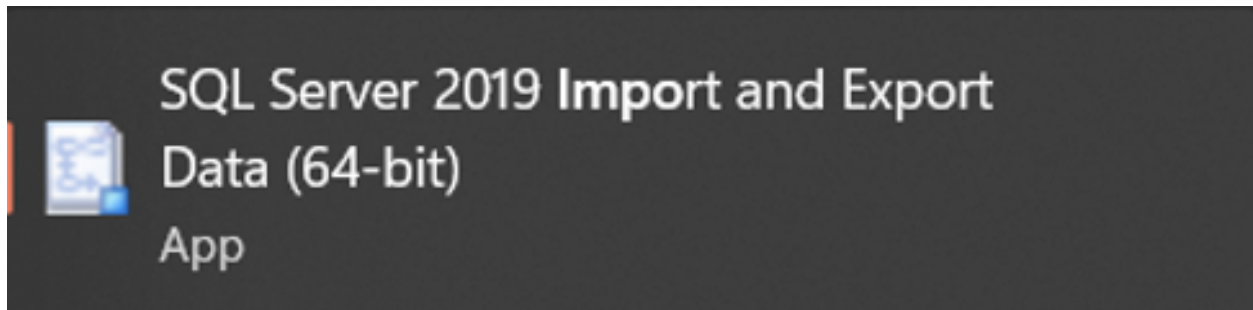 SQL Server 2019 Import and Export
Data (64-bit)
App